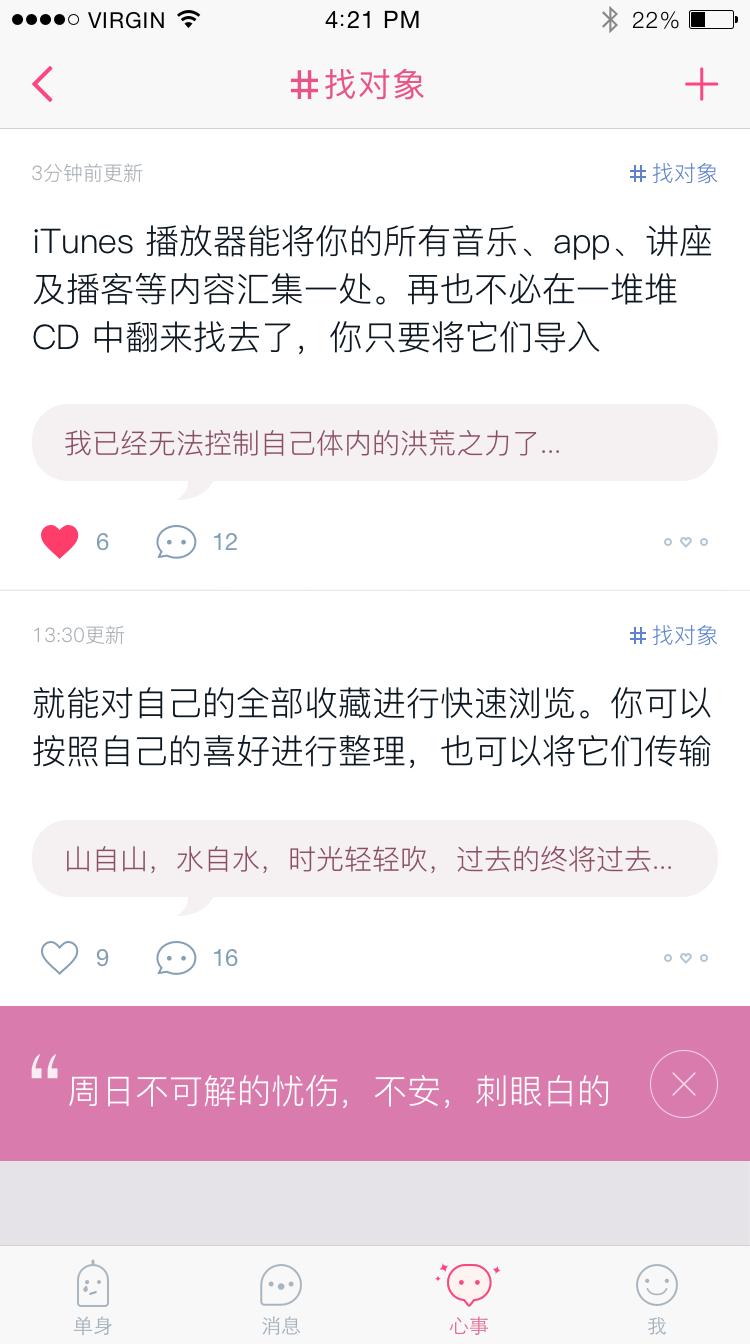 VIRGIN 4:21 PM 22%
#找对象
3分钟前更新 #找对象
iTunes 播放器能将你的所有音乐、app、讲座
及播客等内容汇集一处。再也不必在一堆堆
CD 中翻来找去了，你只要将它们导入
我已经无法控制自己体内的洪荒之力了...
6 12
13:30更新 #找对象
就能对自己的全部收藏进行快速浏览。你可以
按照自己的喜好进行整理，也可以将它们传输
山自山，水自水，时光轻轻吹，过去的终将过去...
9 16
“周日不可解的忧伤，不安，刺眼白的
单身 消息 心事 我